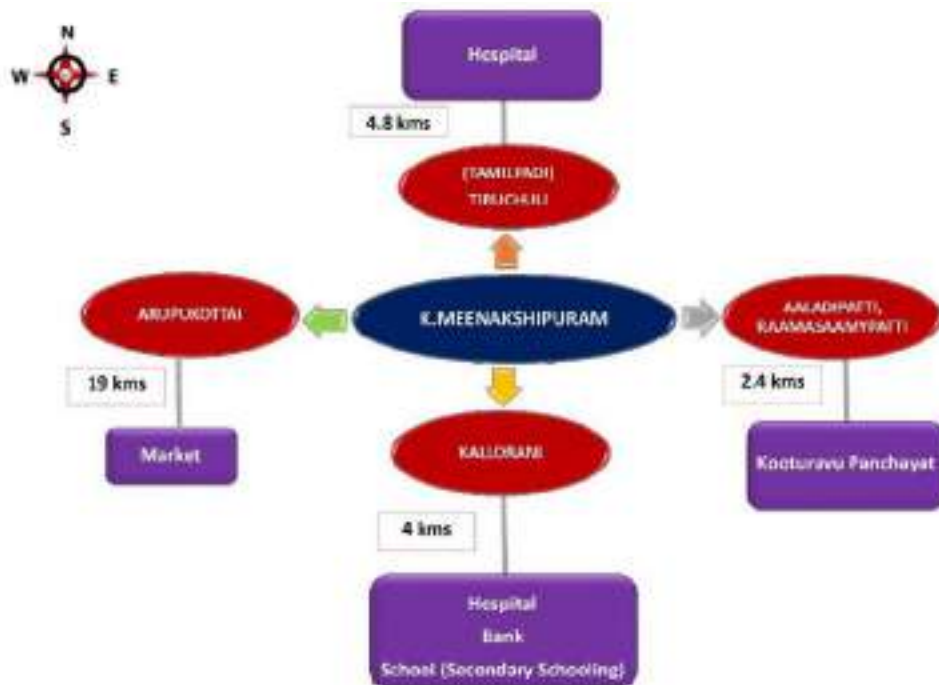 N
W E
S
Hospital
4.8 kms
(TAMILPADI)
TIRUCHULI
ARUPUKOTTAI
K.MEENAKSHIPURAM
AALADIPATTI,
RAAMASAAMYPATTI
19 kms
2.4 kms
Market
KALLORANI
Kooturavu Panchayat
4 kms
Hospital
Bank
School (Secondary Schooling)